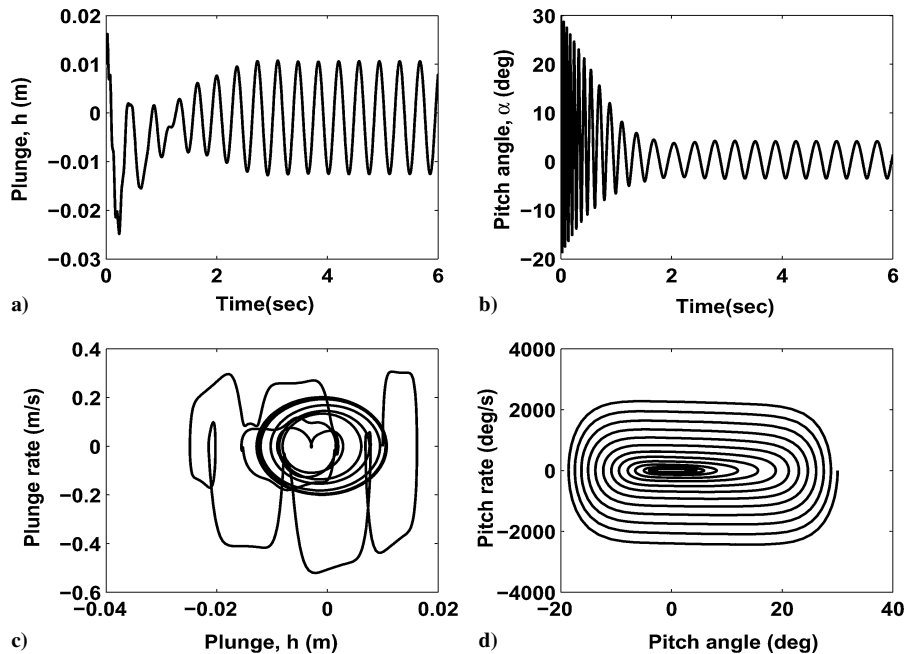 0.02
0.01
0
−0.01
−0.02
−0.03
Plunge, h (m)
0 2 4 6
Time(sec)
a)
30
20
10
0
−10
−20
Pitch angle, α (deg)
0 2 4 6
Time(sec)
b)
0.4
0.2
0
−0.2
−0.4
−0.6
Plunge rate (m/s)
−0.04 −0.02 0 0.02
Plunge, h (m)
c)
4000
2000
0
−2000
−4000
Pitch rate (deg/s)
−20 0 20 40
Pitch angle (deg)
d)